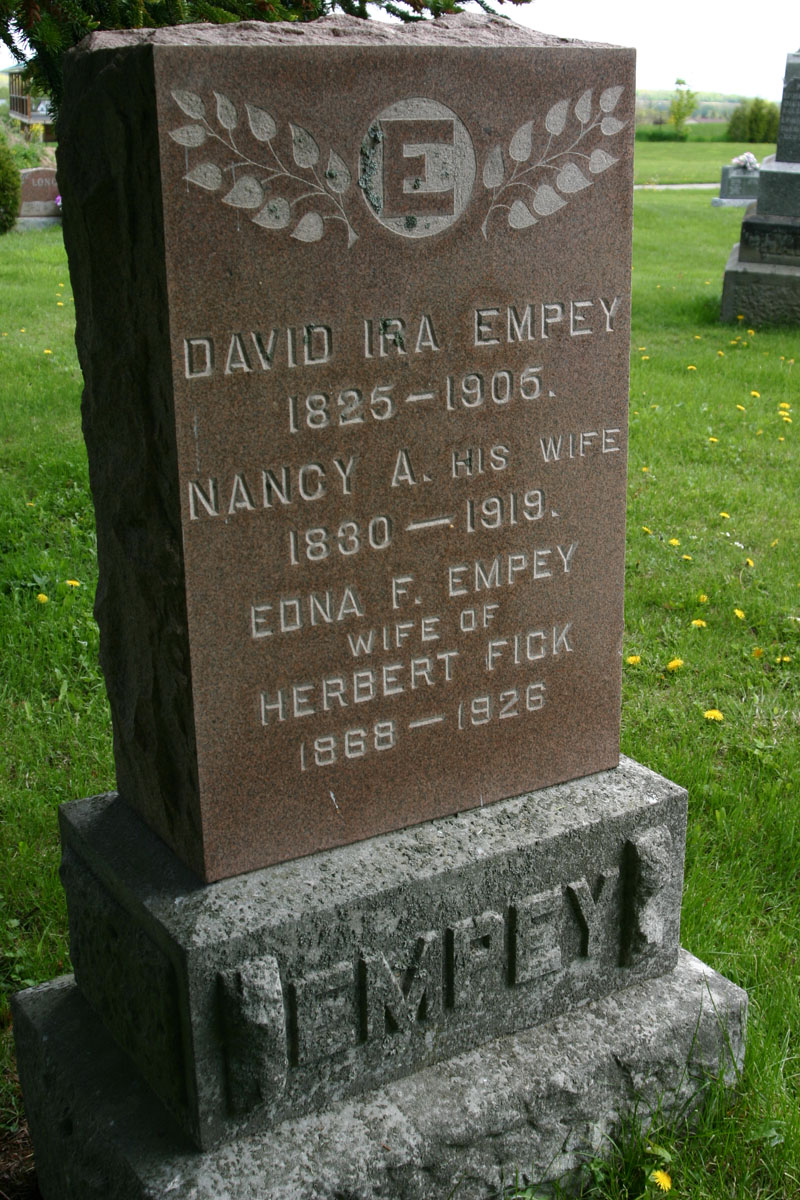 E
DAVID IRA EMPEY
1825-1905.
NANCY A. HIS WIFE
1830-1919.
EDNA F. EMPEY
WIFE OF
HERBERT FICK
1868-1926
EMPEY
LONG